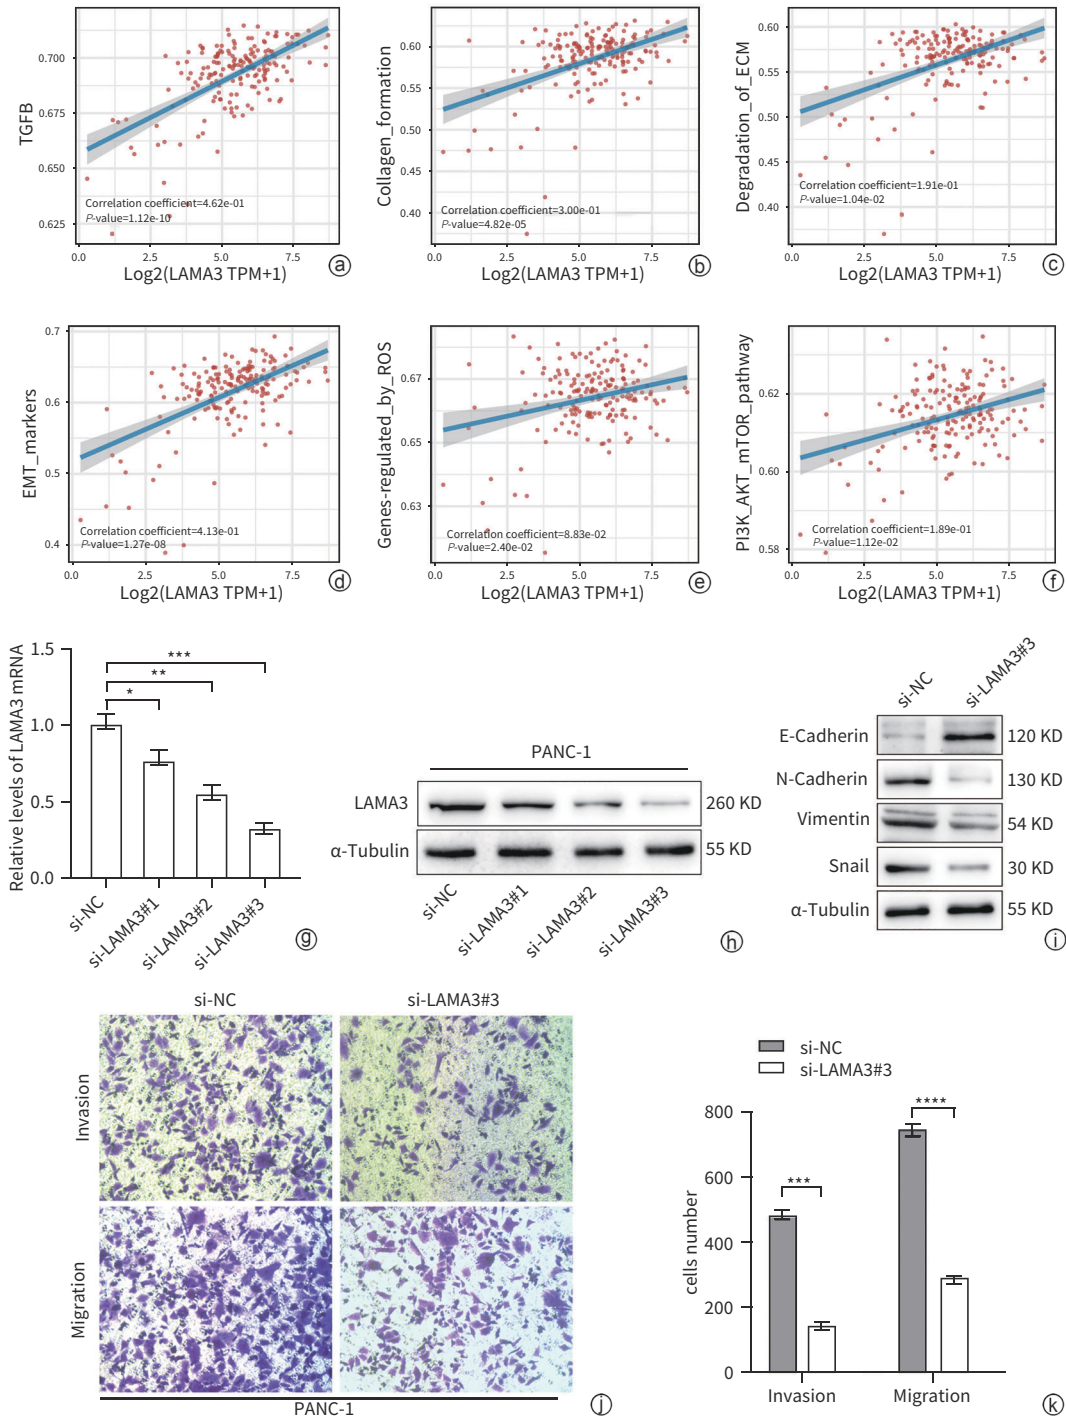 TGFB
0.700
0.675
0.650
0.625
Correlation coefficient=4.62e-01
P-value=1.12e-10
0.0 2.5 5.0 7.5
Log2(LAMA3 TPM+1)
a
Collagen_formation
0.60
0.55
0.50
0.40
Correlation coefficient=3.00e-01
P-value=4.82e-05
0.0 2.5 5.0 7.5
Log2(LAMA3 TPM+1)
b
Degradation_of_ECM
0.60
0.55
0.50
0.45
0.40
Correlation coefficient=1.91e-01
P-value=1.04e-02
0.0 2.5 5.0 7.5
Log2(LAMA3 TPM+1)
c
EMT_markers
0.7
0.6
0.5
0.4
Correlation coefficient=4.13e-01
P-value=1.27e-08
0.0 2.5 5.0 7.5
Log2(LAMA3 TPM+1)
d
Genes-regulated_by_ROS
0.67
0.65
0.63
Correlation coefficient=8.83e-02
P-value=2.40e-02
0.0 2.5 5.0 7.5
Log2(LAMA3 TPM+1)
e
PI3K_AKT_mTOR_pathway
0.62
0.60
0.58
Correlation coefficient=1.89e-01
P-value=1.12e-02
0.0 2.5 5.0 7.5
Log2(LAMA3 TPM+1)
f
Relative levels of LAMA3 mRNA
1.5
1.0
0.5
0.0
***
**
*
si-NC
si-LAMA3#1
si-LAMA3#2
si-LAMA3#3
g
PANC-1
LAMA3 260 KD
α-Tubulin 55 KD
si-NC
si-LAMA3#1
si-LAMA3#2
si-LAMA3#3
h
si-NC
si-LAMA3#3
E-Cadherin 120 KD
N-Cadherin 130 KD
Vimentin 54 KD
Snail 30 KD
α-Tubulin 55 KD
i
si-NC si-LAMA3#3
Invasion
Migration
PANC-1
j
si-NC
si-LAMA3#3
cells number
800
600
400
200
0
***
****
Invasion Migration
k